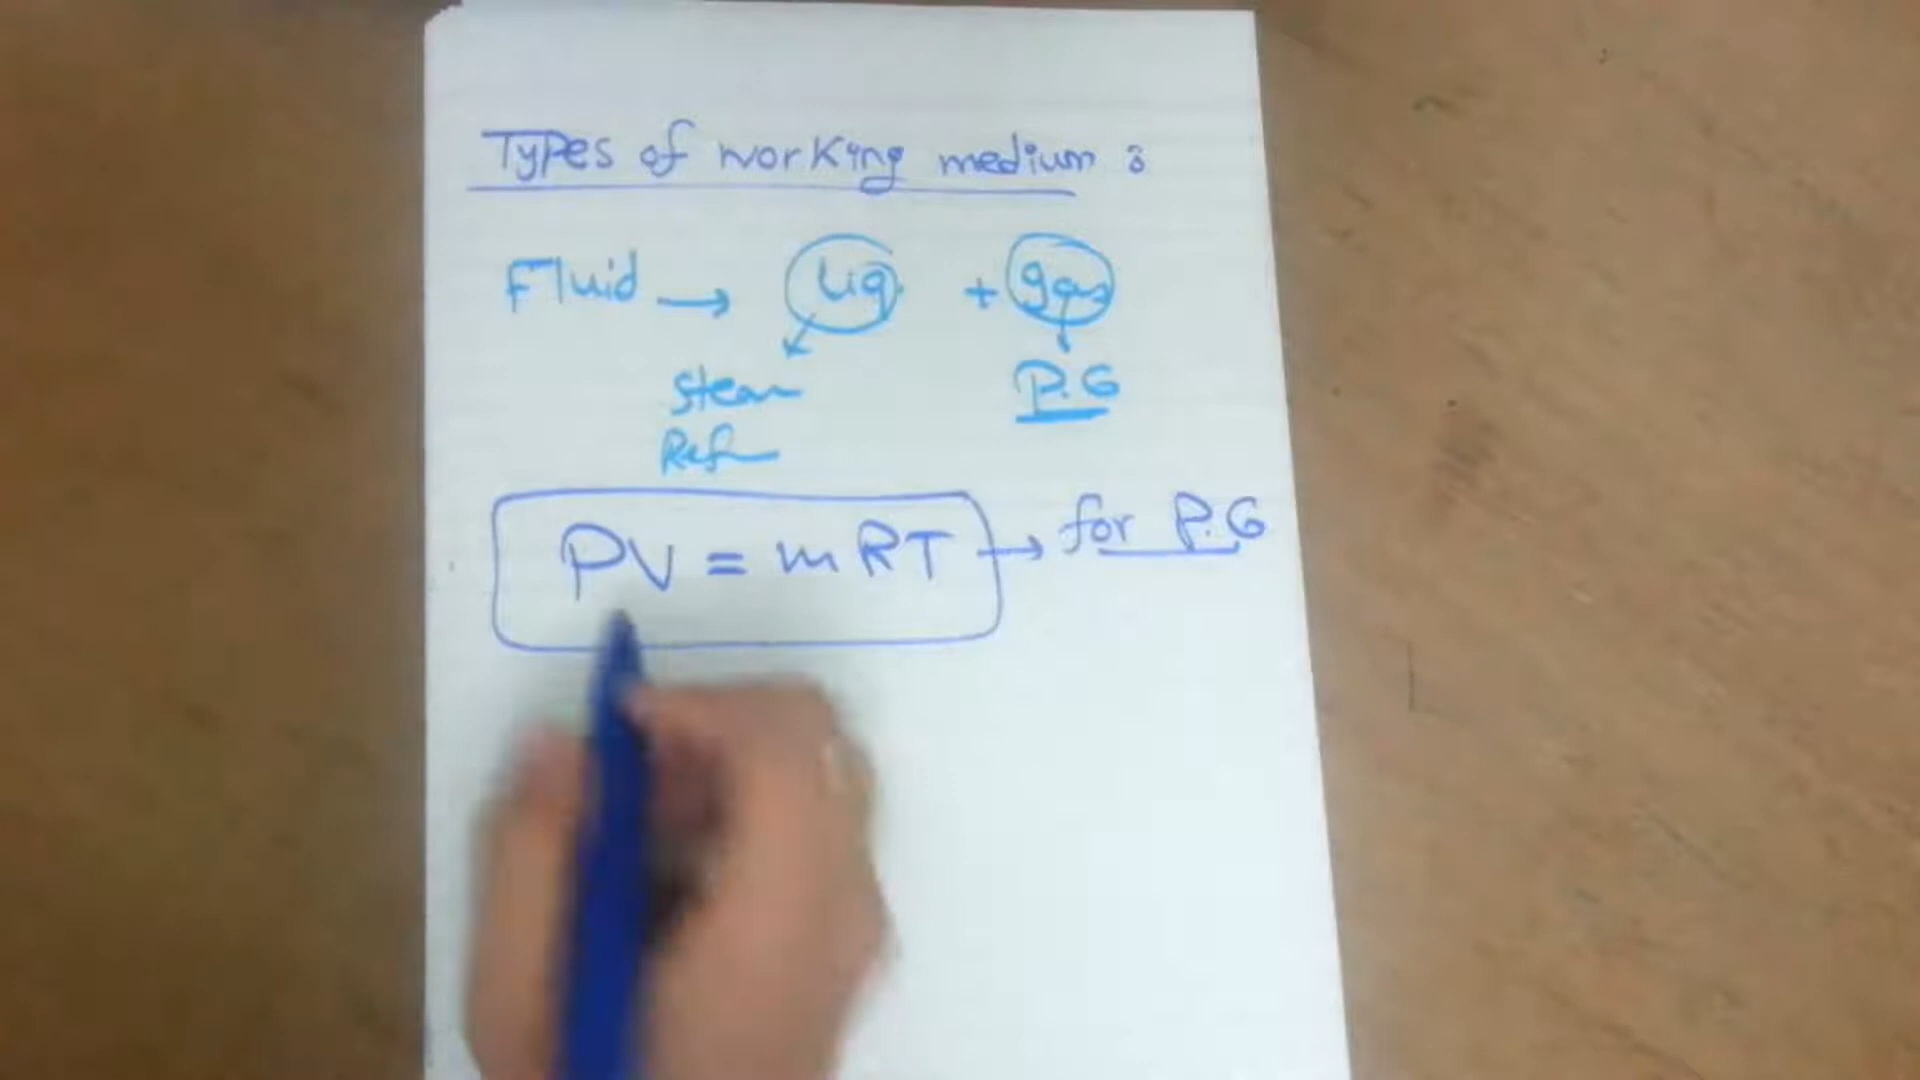 Types of working medium :
Fluid → Liq. + gas
Steam
P.G
Ref
PV = mRT → for P.G